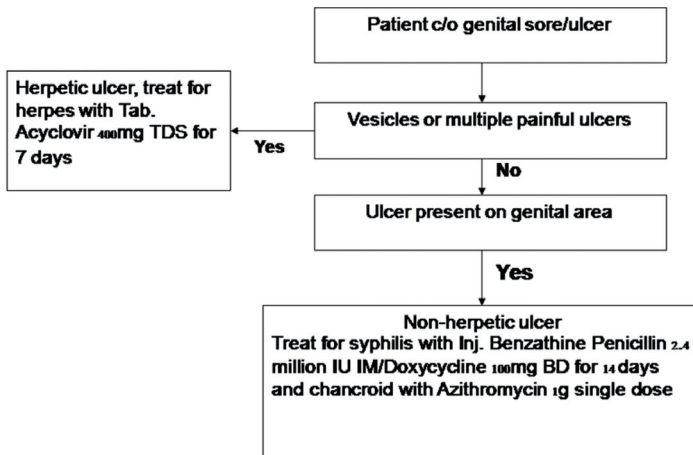 Patient c/o genital sore/ulcer
Herpetic ulcer, treat for
herpes with Tab.
Acyclovir 400mg TDS for
7 days
Vesicles or multiple painful ulcers
Yes
No
Ulcer present on genital area
Yes
Non-herpetic ulcer
Treat for syphilis with Inj. Benzathine Penicillin 2.4
million IU IM/Doxycycline 100mg BD for 14 days
and chancroid with Azithromycin 1g single dose